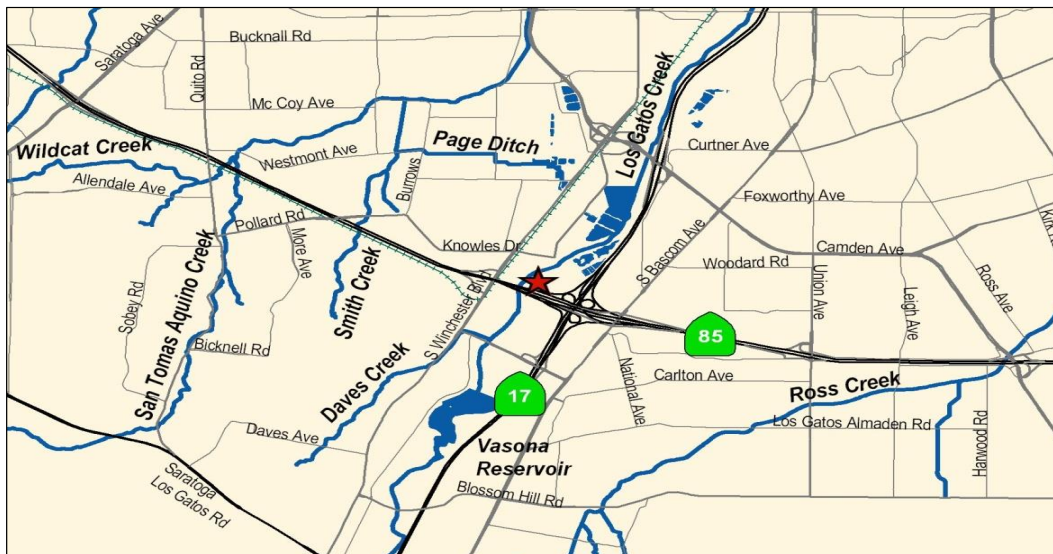 Saratoga Ave
Bucknall Rd
Quito Rd
Los Gatos Creek
Mc Coy Ave
Wildcat Creek
Westmont Ave
Page Ditch
Curtner Ave
Allendale Ave
Burrows
Foxworthy Ave
Pollard Rd
More Ave
Knowles Dr
S Bascom Ave
Camden Ave
Woodard Rd
Union Ave
Leigh Ave
Ross Ave
Sobey Rd
San Tomas Aquino Creek
Smith Creek
S Winchester Blvd
85
Bicknell Rd
Daves Creek
17
National Ave
Carlton Ave
Ross Creek
Los Gatos Almaden Rd
Harwood Rd
Daves Ave
Vasona
Reservoir
Saratoga
Los Gatos Rd
Blossom Hill Rd